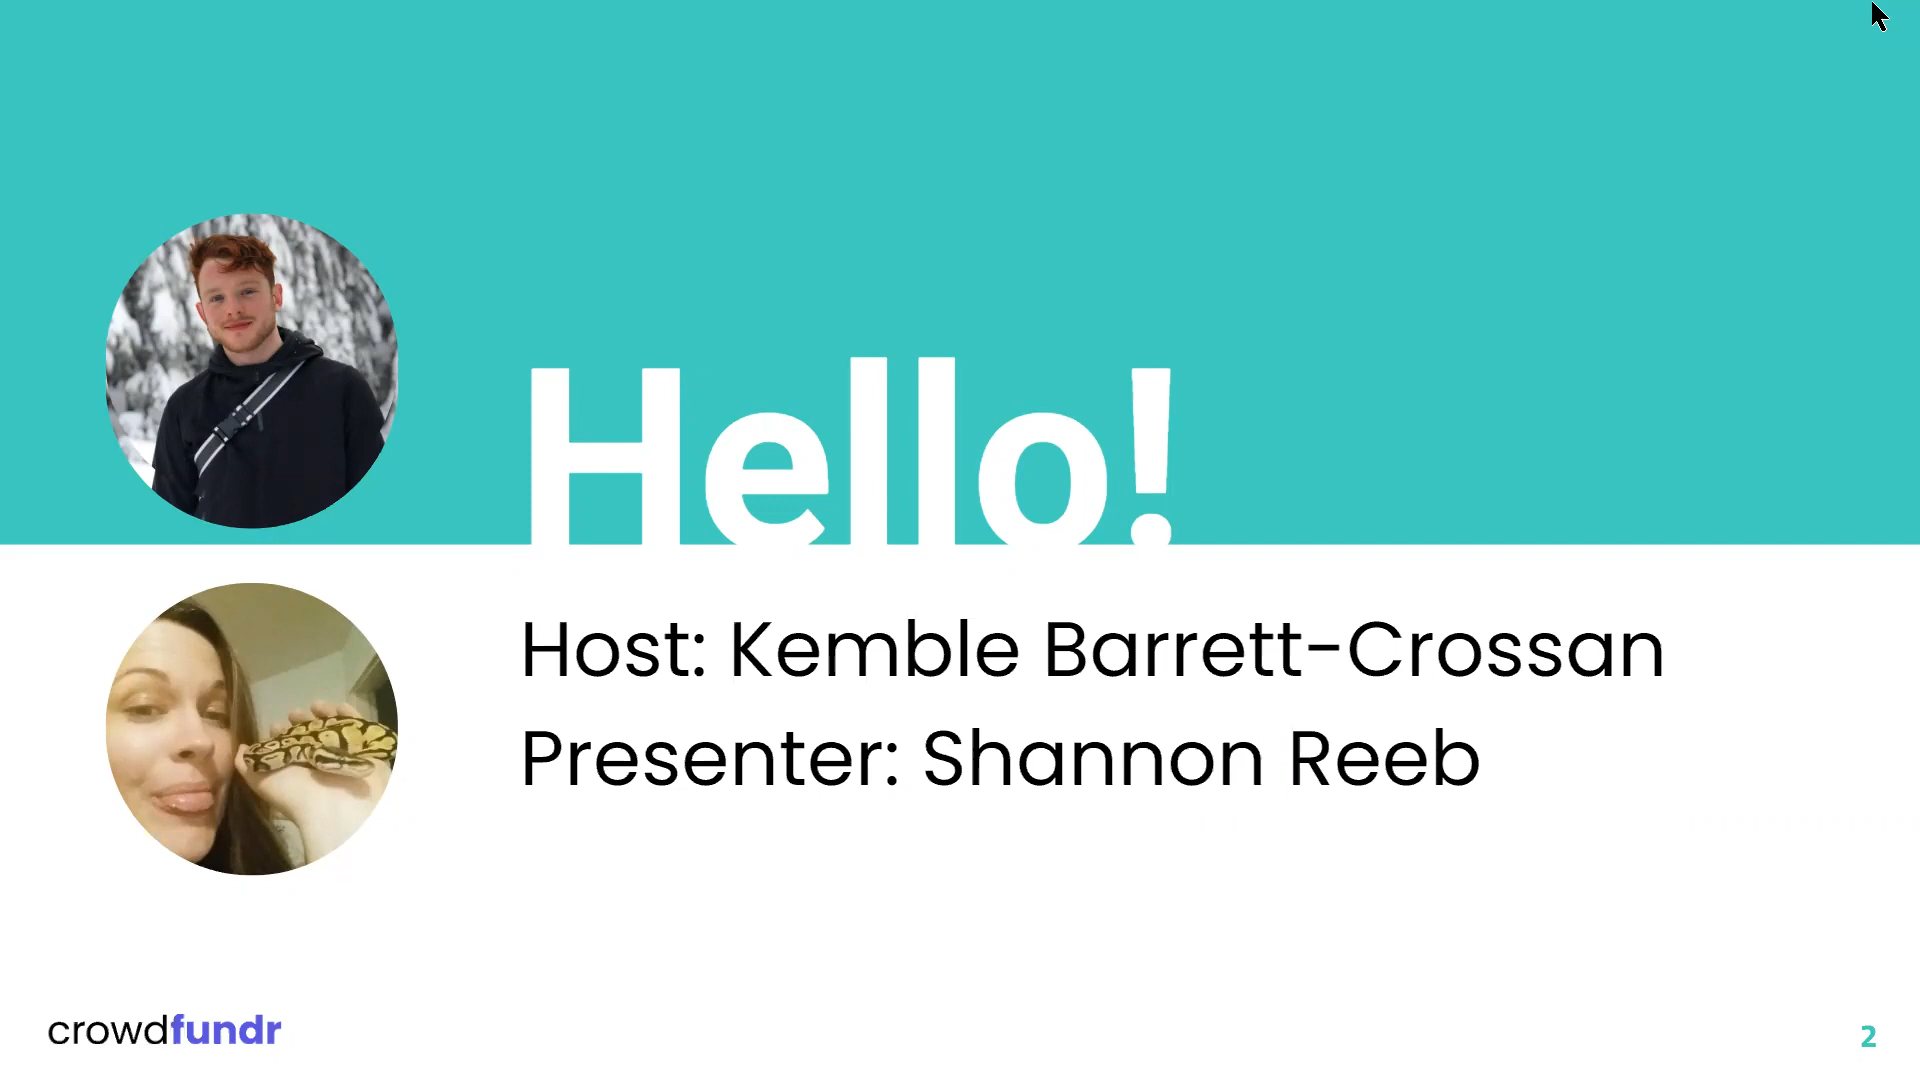 Hello!
Host: Kemble Barrett-Crossan
Presenter: Shannon Reeb
crowdfundr
2